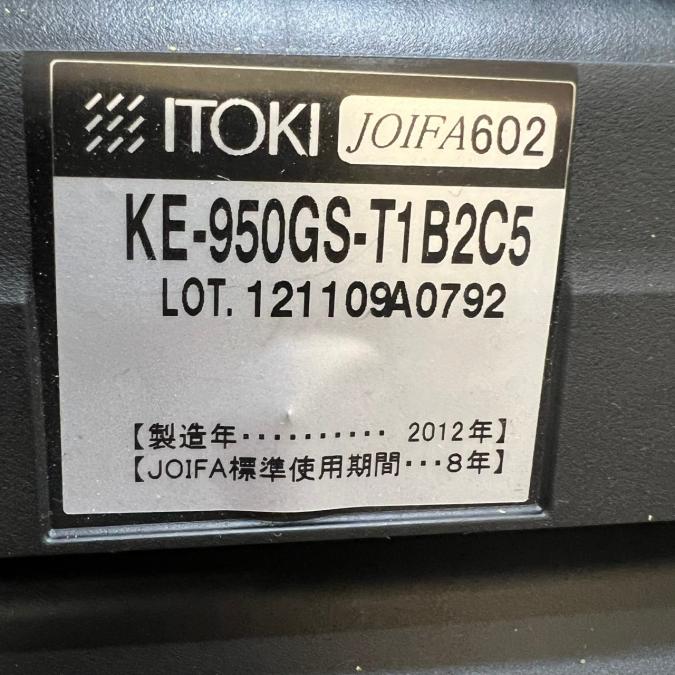 ITOKI JOIFA602
KE-950GS-T1B2C5
LOT. 121109A0792
【製造年・・・・・・・・・・ 2012年】
【JOIFA標準使用期間・・・8年】